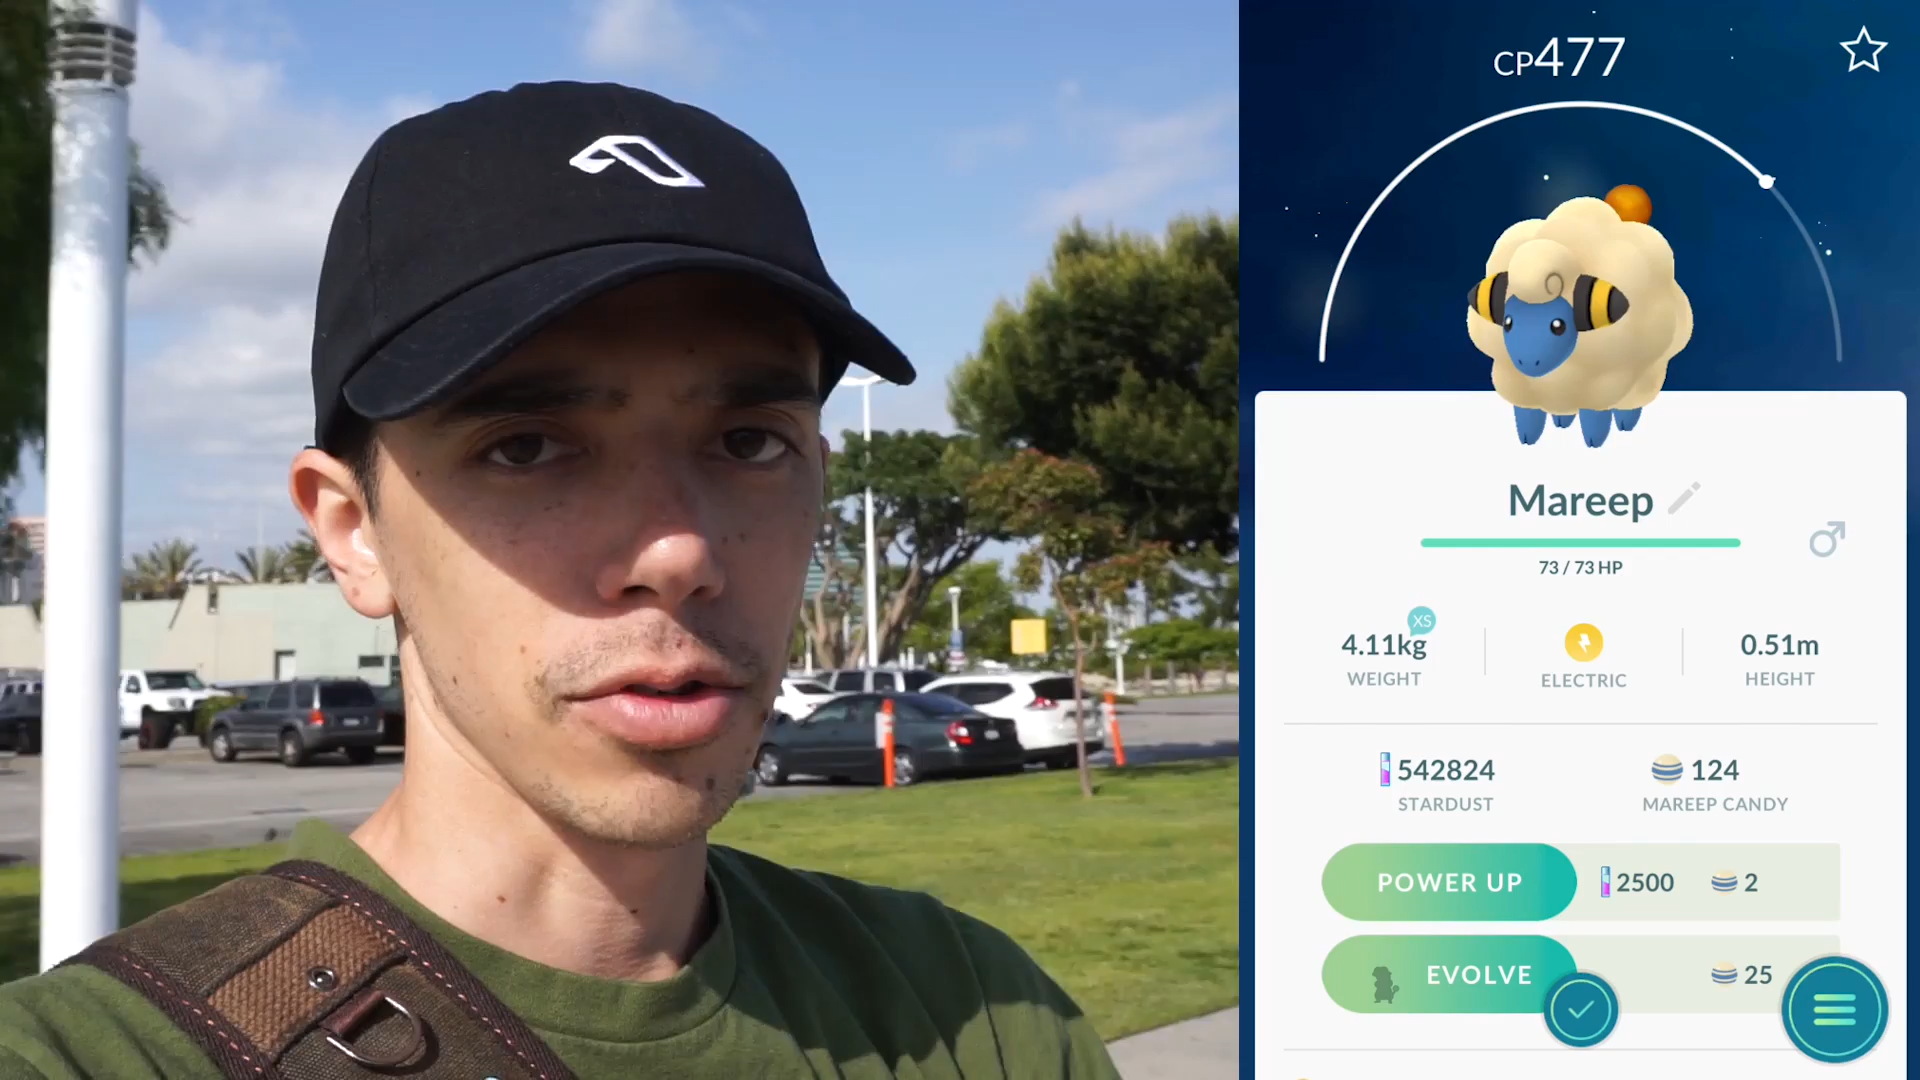 CP477
Mareep
73 / 73 HP
XS
4.11kg
WEIGHT
ELECTRIC
0.51m
HEIGHT
542824
STARDUST
124
MAREEP CANDY
POWER UP 2500 2
EVOLVE 25